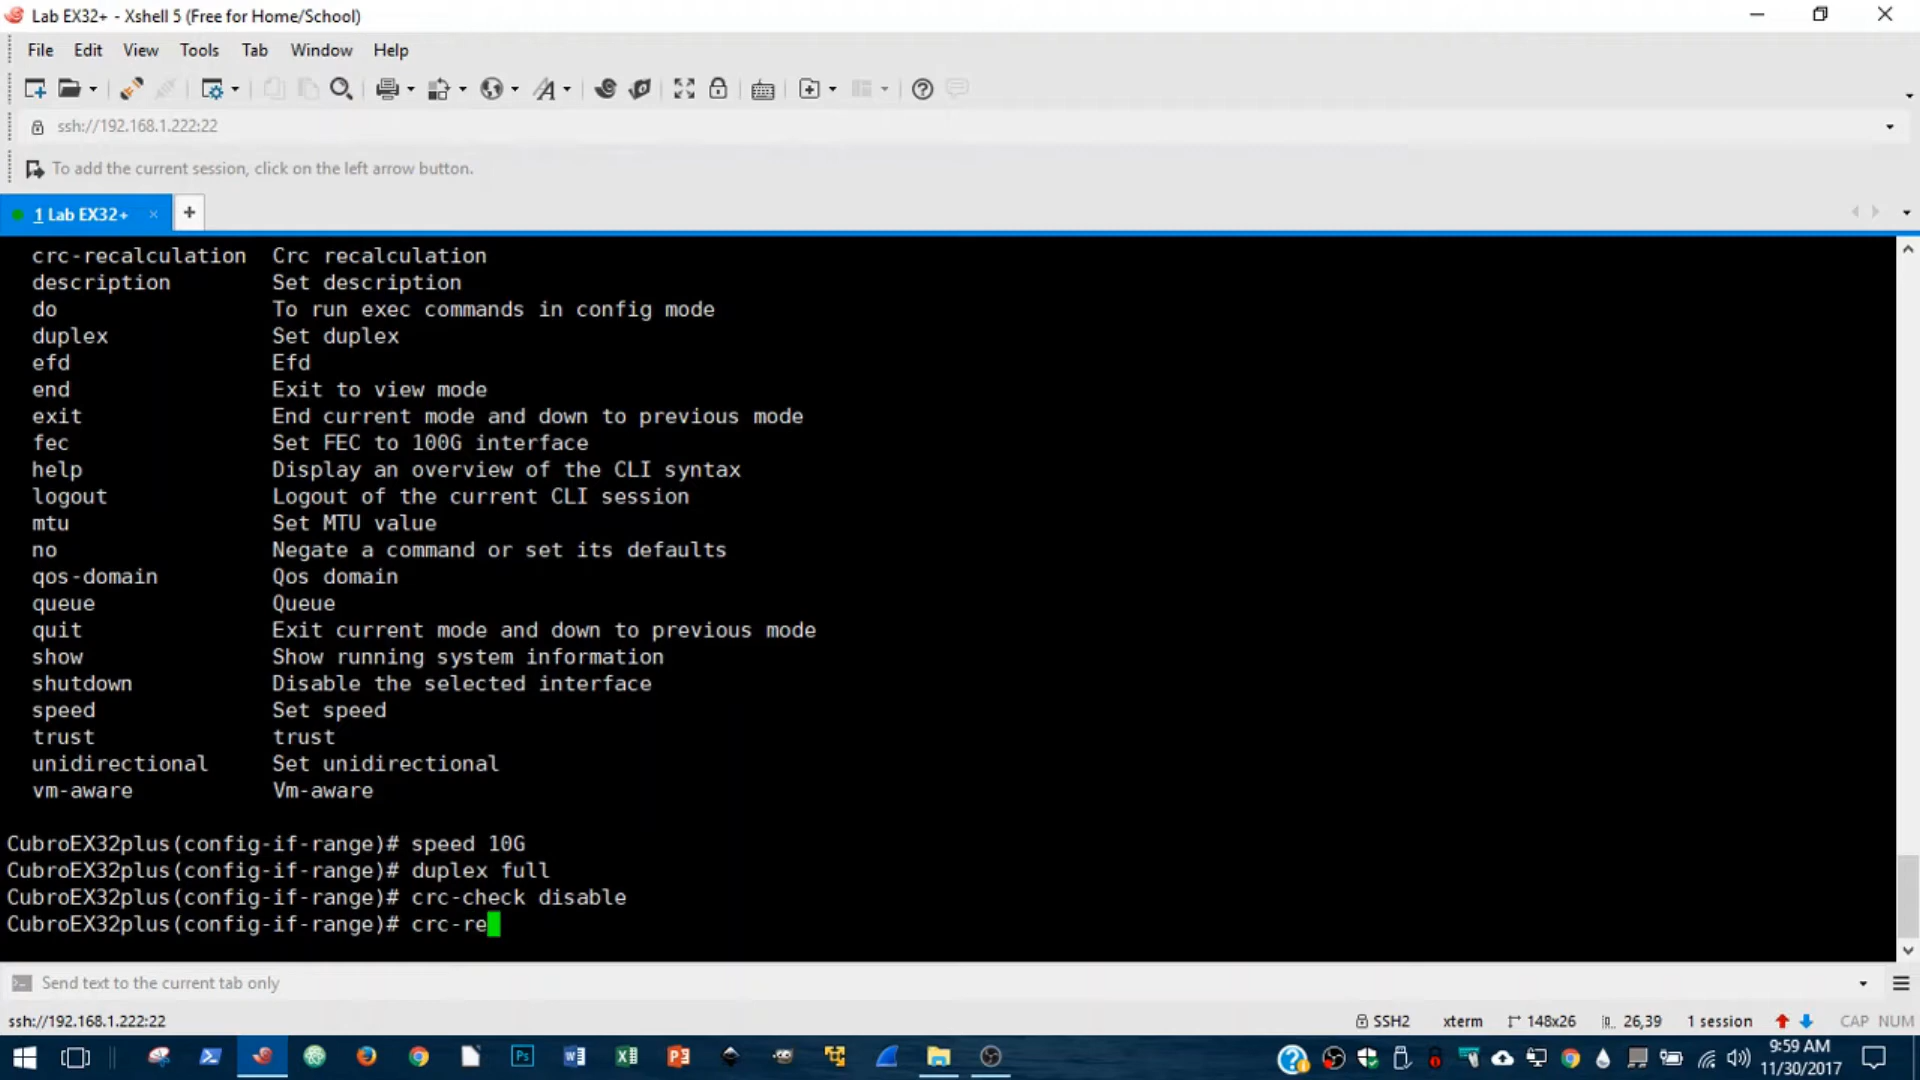 Lab EX32+ - Xshell 5 (Free for Home/School)
File Edit View Tools Tab Window Help
ssh://192.168.1.222:22
To add the current session, click on the left arrow button.
1 Lab EX32+
crc-recalculation Crc recalculation
description Set description
do To run exec commands in config mode
duplex Set duplex
efd Efd
end Exit to view mode
exit End current mode and down to previous mode
fec Set FEC to 100G interface
help Display an overview of the CLI syntax
logout Logout of the current CLI session
mtu Set MTU value
no Negate a command or set its defaults
qos-domain Qos domain
queue Queue
quit Exit current mode and down to previous mode
show Show running system information
shutdown Disable the selected interface
speed Set speed
trust trust
unidirectional Set unidirectional
vm-aware Vm-aware
CubroEX32plus(config-if-range)# speed 10G
CubroEX32plus(config-if-range)# duplex full
CubroEX32plus(config-if-range)# crc-check disable
CubroEX32plus(config-if-range)# crc-re
Send text to the current tab only
ssh://192.168.1.222:22 SSH2 xterm 148x26 26,39 1 session CAP NUM
9:59 AM
11/30/2017